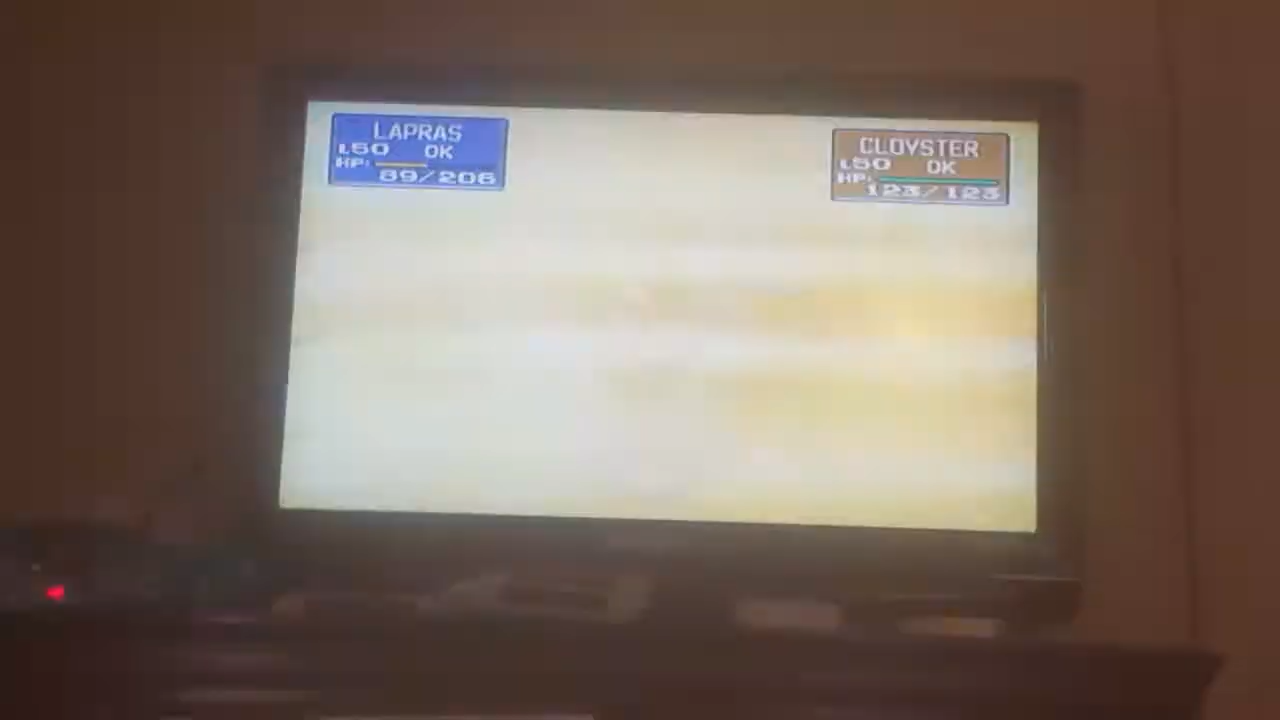 LAPRAS
L50 OK
HP:
89/206
CLOYSTER
L50 OK
HP:
123/123